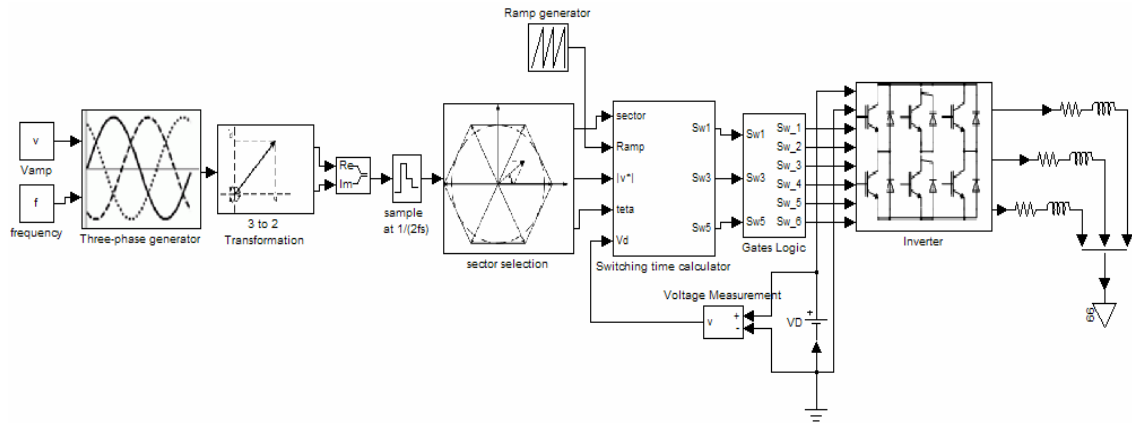 Ramp generator
v
Vamp
f
frequency
Three-phase generator
3 to 2
Transformation
Re
Im
sample
at 1/(2fs)
sector selection
sector
Ramp
|v*|
teta
Vd
Sw1
Sw3
Sw5
Switching time calculator
Sw1
Sw3
Sw5
Sw_1
Sw_2
Sw_3
Sw_4
Sw_5
Sw_6
Gates Logic
Inverter
Voltage Measurement
v
+
-
+
VD